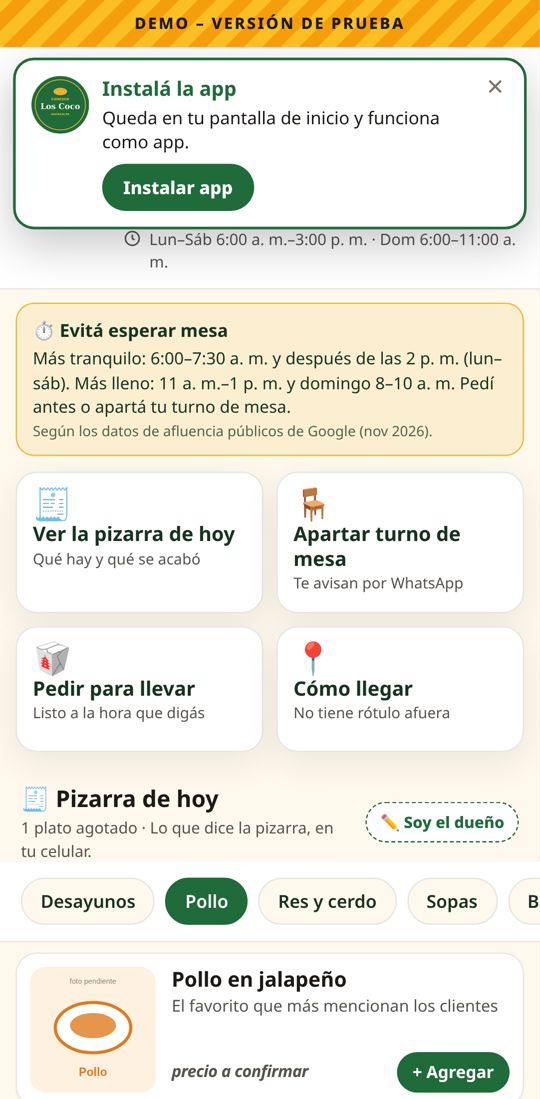 DEMO – VERSIÓN DE PRUEBA
Instalá la app
Los Coco
Queda en tu pantalla de inicio y funciona
como app.
Instalar app
Lun–Sáb 6:00 a. m.–3:00 p. m. · Dom 6:00–11:00 a.
m.
Evitá esperar mesa
Más tranquilo: 6:00–7:30 a. m. y después de las 2 p. m. (lun–
sáb). Más lleno: 11 a. m.–1 p. m. y domingo 8–10 a. m. Pedí
antes o apartá tu turno de mesa.
Según los datos de afluencia públicos de Google (nov 2026).
Ver la pizarra de hoy
Qué hay y qué se acabó
Apartar turno de
mesa
Te avisan por WhatsApp
Pedir para llevar
Listo a la hora que digás
Cómo llegar
No tiene rótulo afuera
Pizarra de hoy
1 plato agotado · Lo que dice la pizarra, en
tu celular.
Soy el dueño
Desayunos
Pollo
Res y cerdo
Sopas
B
foto pendiente
Pollo
Pollo en jalapeño
El favorito que más mencionan los clientes
precio a confirmar
+ Agregar